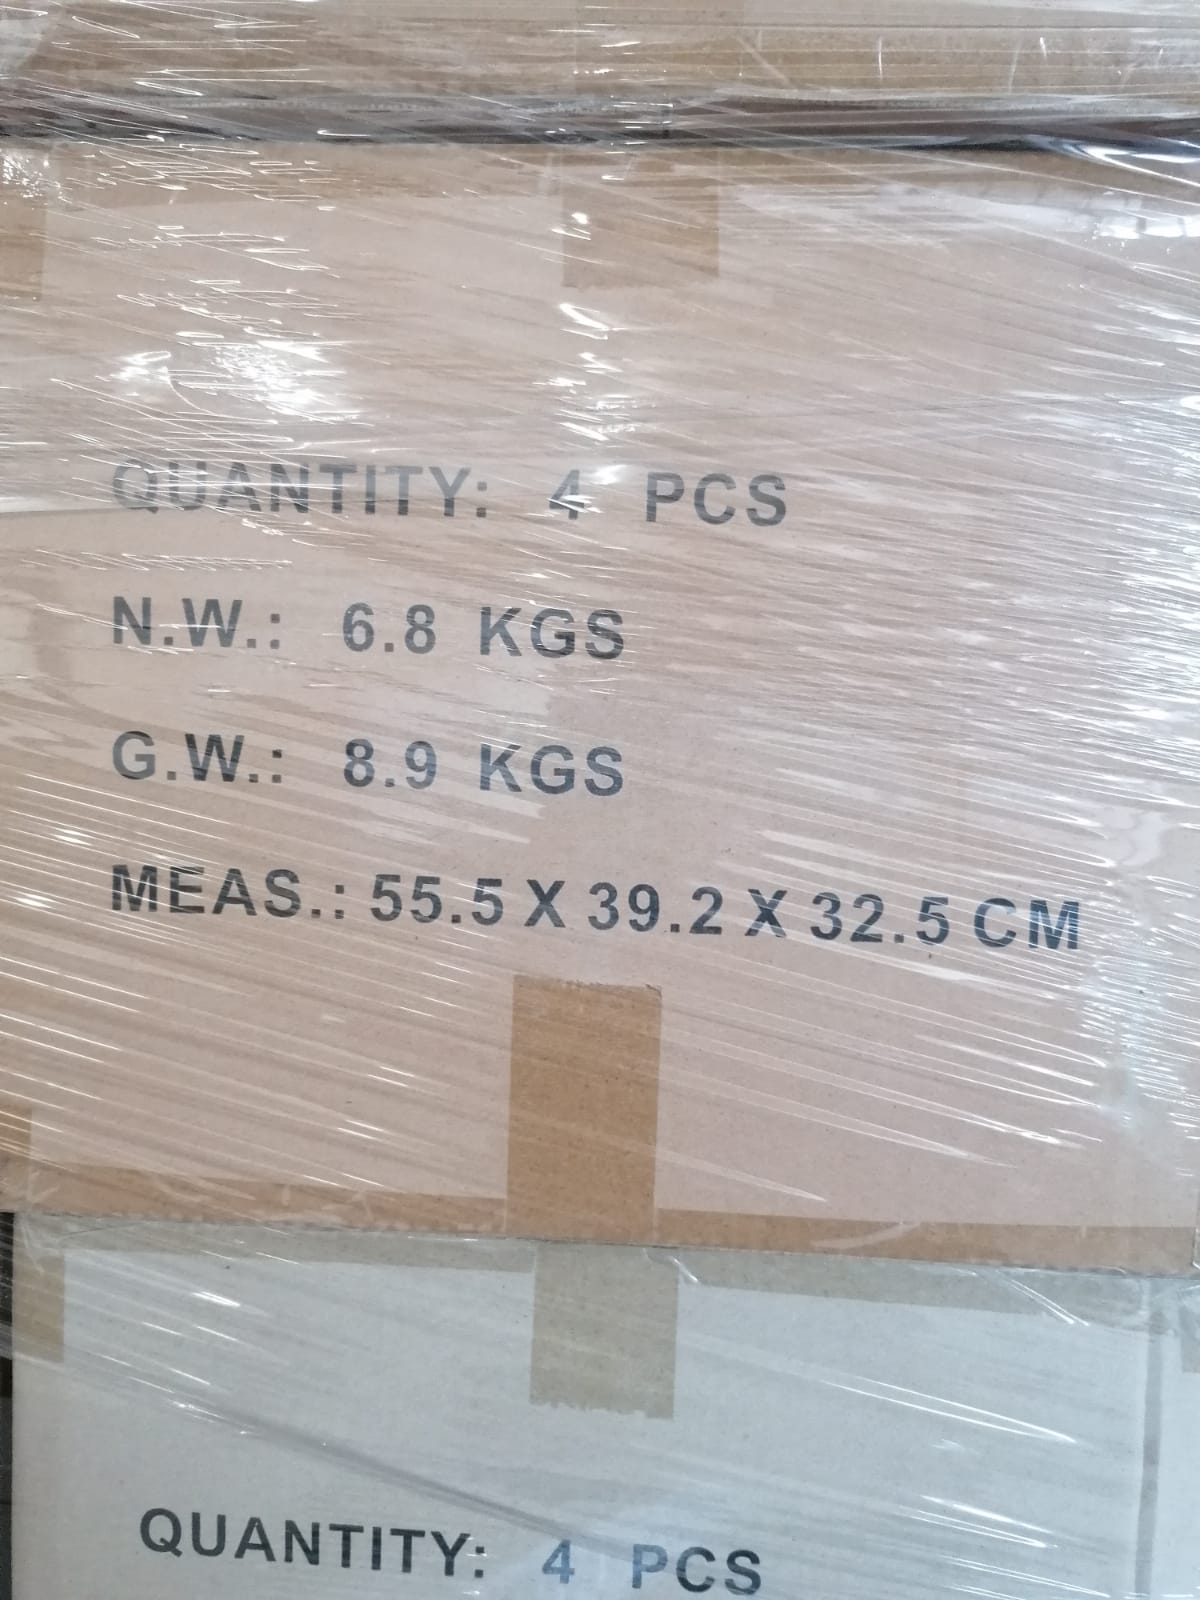 QUANTITY: 4 PCS
N.W.: 6.8 KGS
G.W.: 8.9 KGS
MEAS.: 55.5 X 39.2 X 32.5 CM
QUANTITY: 4 PCS